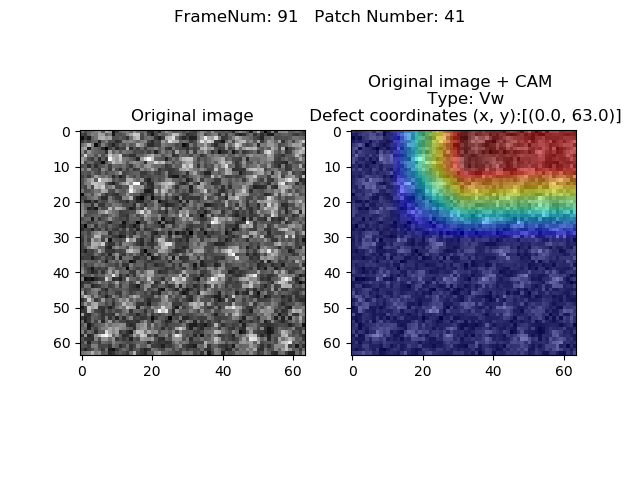 FrameNum: 91   Patch Number: 41
Original image
0
10
20
30
40
50
60
0 20 40 60
Original image + CAM
Type: Vw
Defect coordinates (x, y):[(0.0, 63.0)]
0
10
20
30
40
50
60
0 20 40 60